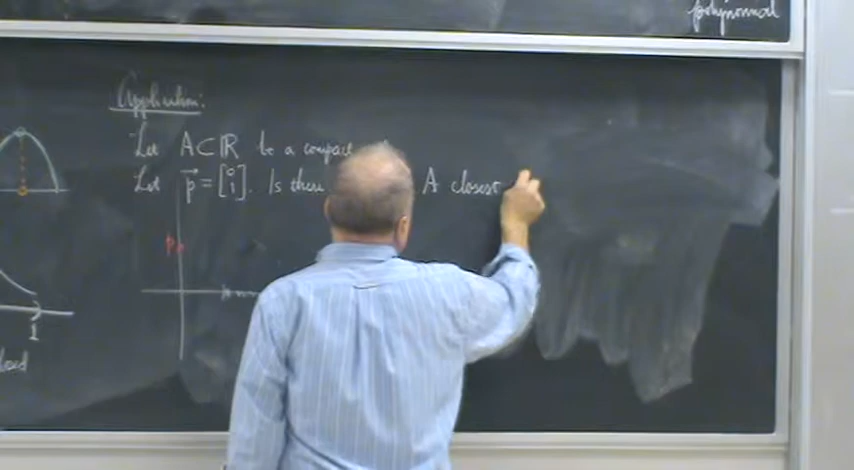 polynomial
Application:
Let A⊂ℝ be a compact
Let p⃗ = [0 1]. Is there A closest
p
1